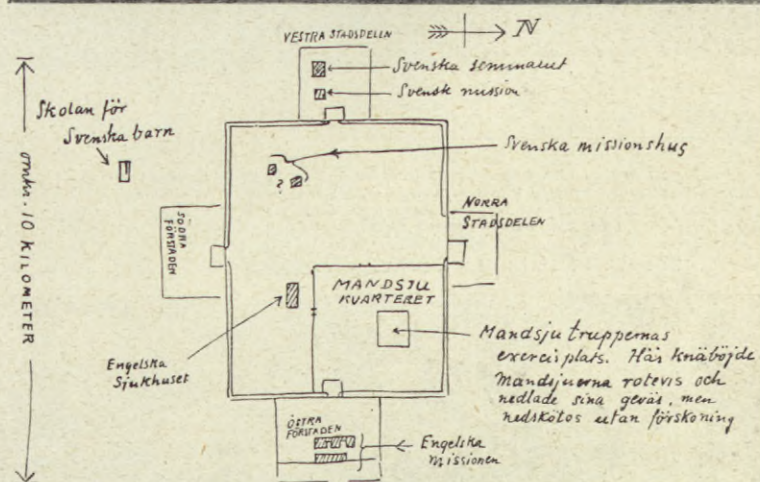 VESTRA STADSDELEN
N
Svenska seminariet
Svensk mission
Skolan för
Svenska barn
omkr. 10 KILOMETER
Svenska missionshus
?
NORRA
STADSDELEN
SÖDRA
FÖRSTADEN
MANDSJU
KVARTERET
Engelska
Sjukhuset
Mandsju truppernas
exercisplats. Här knäböjde
Mandsjuerna rotevis och
nedlade sina gevär, men
nedskötos utan förskoning
ÖSTRA
FÖRSTADEN
Engelska
missionen